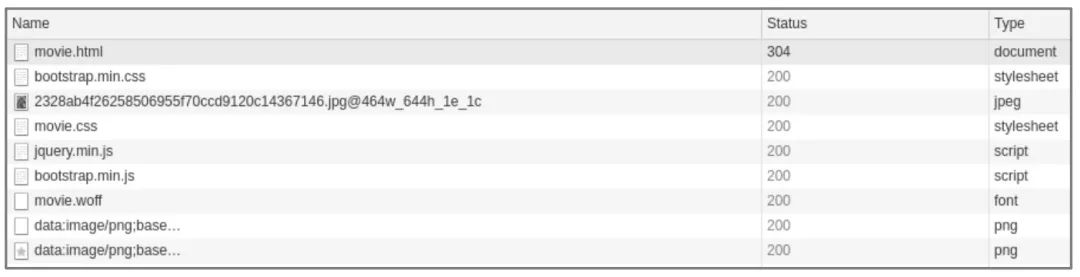 Name Status Type
movie.html 304 document
bootstrap.min.css 200 stylesheet
2328ab4f26258506955f70ccd9120c14367146.jpg@464w_644h_1e_1c 200 jpeg
movie.css 200 stylesheet
jquery.min.js 200 script
bootstrap.min.js 200 script
movie.woff 200 font
data:image/png;base… 200 png
data:image/png;base… 200 png